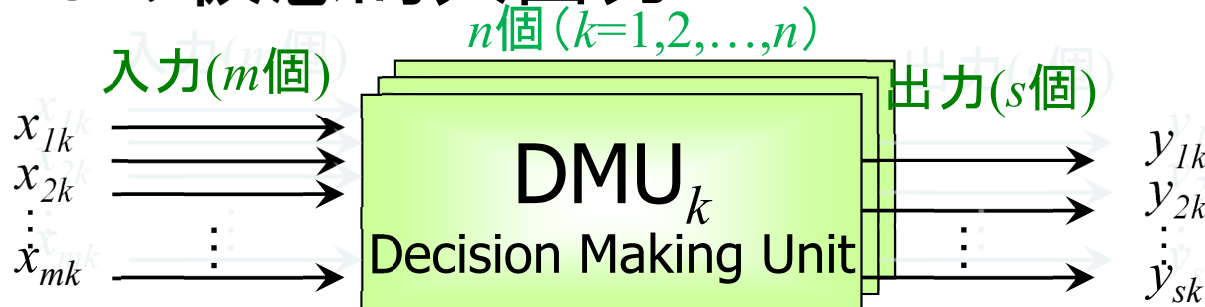 n個(k=1,2,…,n)
入力(m個)
出力(s個)
x1k
x2k
⋮
xmk
⋮
DMUk
Decision Making Unit
⋮
y1k
y2k
⋮
ysk